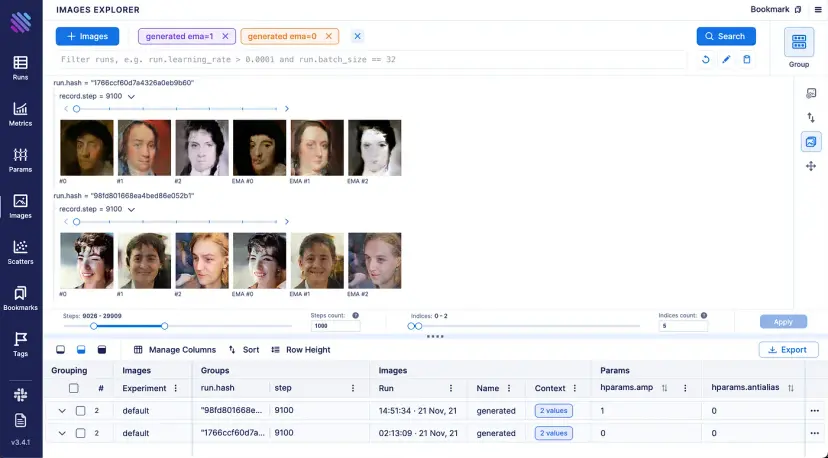 IMAGES EXPLORER
Bookmark
+ Images
generated ema=1
generated ema=0
Search
Filter runs, e.g. run.learning_rate > 0.0001 and run.batch_size == 32
Group
Runs
Metrics
Params
Images
Scatters
Bookmarks
Tags
v3.4.1
run.hash = "1766ccf60d7a4326a0eb9b60"
record.step = 9100
#0 #1 #2 EMA #0 EMA #1 EMA #2
run.hash = "98fd801668ea4bed86e052b1"
record.step = 9100
#0 #1 #2 EMA #0 EMA #1 EMA #2
Steps: 9026 - 29909
Steps count:
1000
Indices: 0 - 2
Indices count:
5
Apply
Manage Columns
Sort
Row Height
Export
Grouping Images Groups Images Params
# Experiment run.hash step Run Name Context hparams.amp hparams.antialias
2 default "98fd801668e... 9100 14:51:34 · 21 Nov, 21 generated 2 values 1 0
2 default "1766ccf60d7a... 9100 02:13:09 · 21 Nov, 21 generated 2 values 0 0